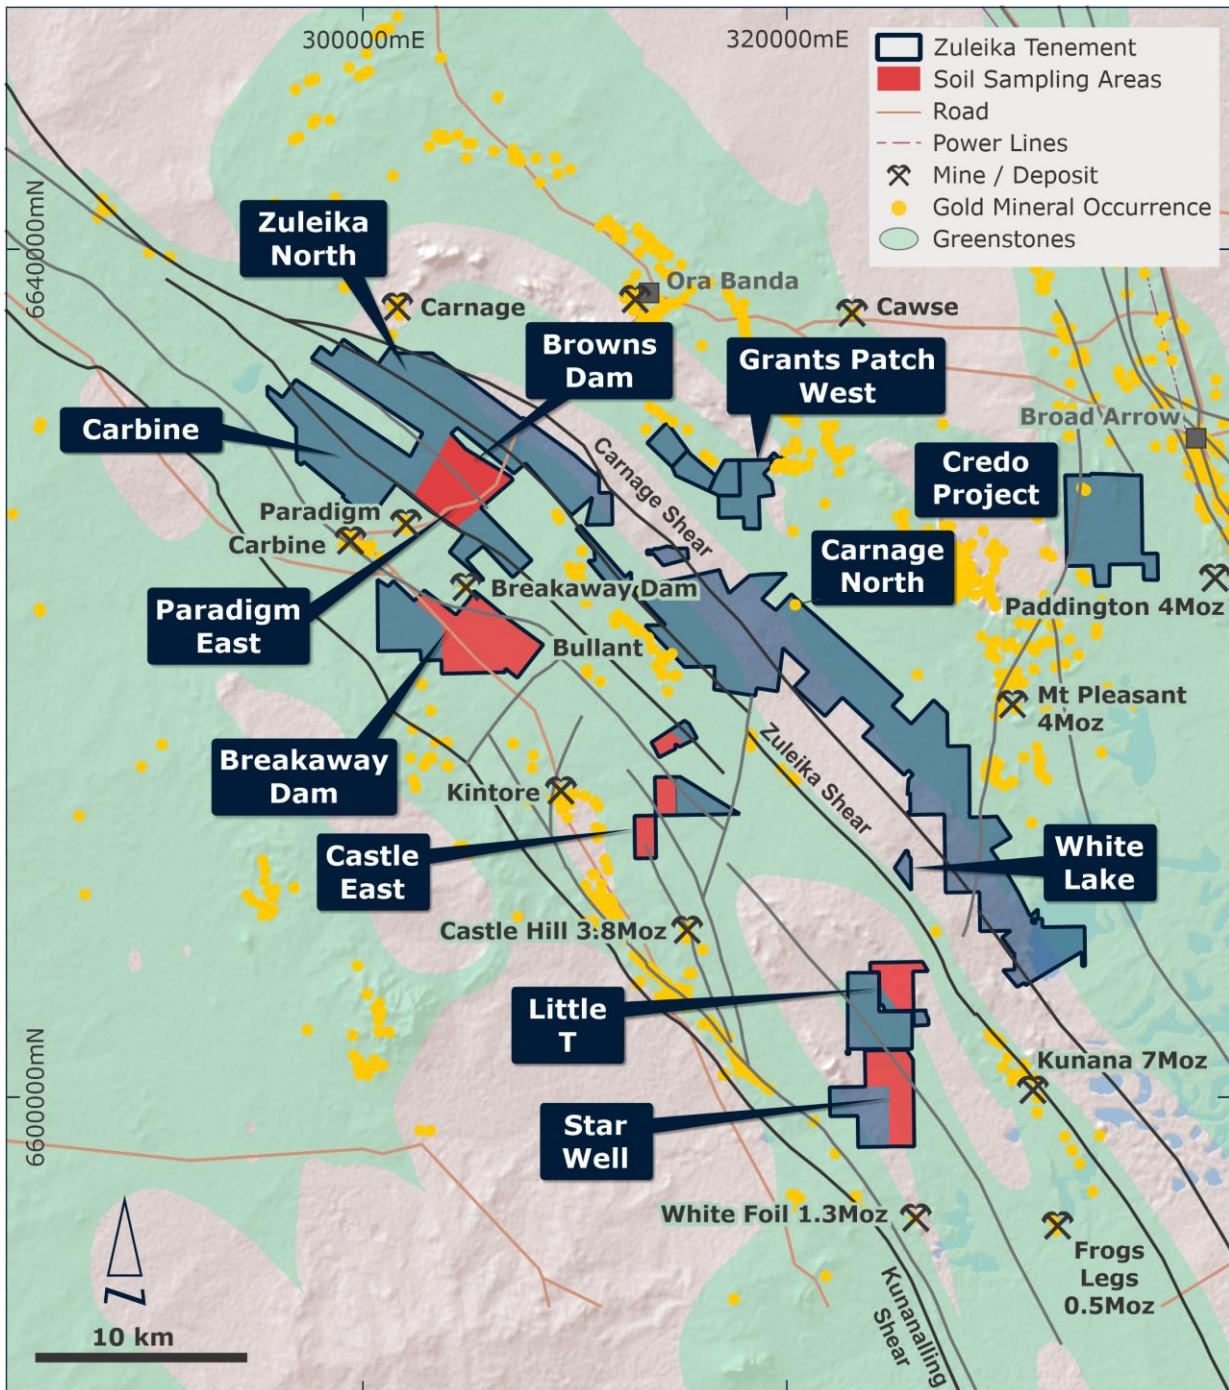 300000mE
320000mE
Zuleika Tenement
Soil Sampling Areas
Road
Power Lines
Mine / Deposit
Gold Mineral Occurrence
Greenstones
6640000mN
Zuleika
North
Carnage
Ora Banda
Cawse
Browns
Dam
Grants Patch
West
Carbine
Broad Arrow
Carnage Shear
Credo
Project
Paradigm
Carbine
Carnage
North
Breakaway Dam
Paddington 4Moz
Paradigm
East
Bullant
Mt Pleasant
4Moz
Breakaway
Dam
Zuleika Shear
Kintore
Castle
East
White
Lake
Castle Hill 3.8Moz
Little
T
Kunana 7Moz
6600000mN
Star
Well
White Foil 1.3Moz
Frogs
Legs
0.5Moz
Kunanalling
Shear
N
10 km